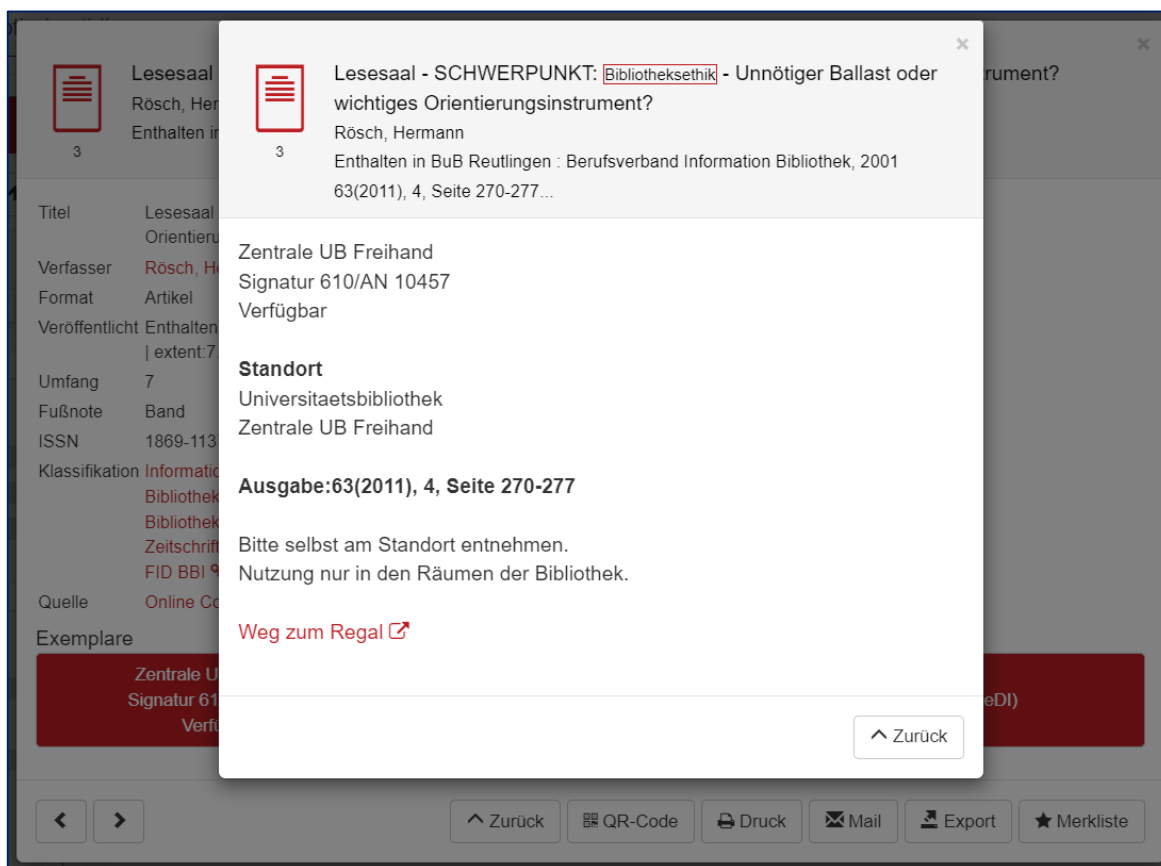 ×
Lesesaal - SCHWERPUNKT: Bibliotheksethik - Unnötiger Ballast oder
wichtiges Orientierungsinstrument?
Rösch, Hermann
3
Enthalten in BuB Reutlingen : Berufsverband Information Bibliothek, 2001
63(2011), 4, Seite 270-277...
Zentrale UB Freihand
Signatur 610/AN 10457
Verfügbar
Standort
Universitaetsbibliothek
Zentrale UB Freihand
Ausgabe:63(2011), 4, Seite 270-277
Bitte selbst am Standort entnehmen.
Nutzung nur in den Räumen der Bibliothek.
Weg zum Regal
Zurück
×
Lesesaal
rument?
Rösch, Her
Enthalten in
3
Titel Lesesaal
Orientieru
Verfasser Rösch, He
Format Artikel
Veröffentlicht Enthalten
| extent:7.
Umfang 7
Fußnote Band
ISSN 1869-113
Klassifikation Informatio
Bibliothek
Bibliothek
Zeitschrift
FID BBI
Quelle Online Co
Exemplare
Zentrale U
Signatur 61
eDI)
Verfü
Zurück QR-Code Druck Mail Export Merkliste